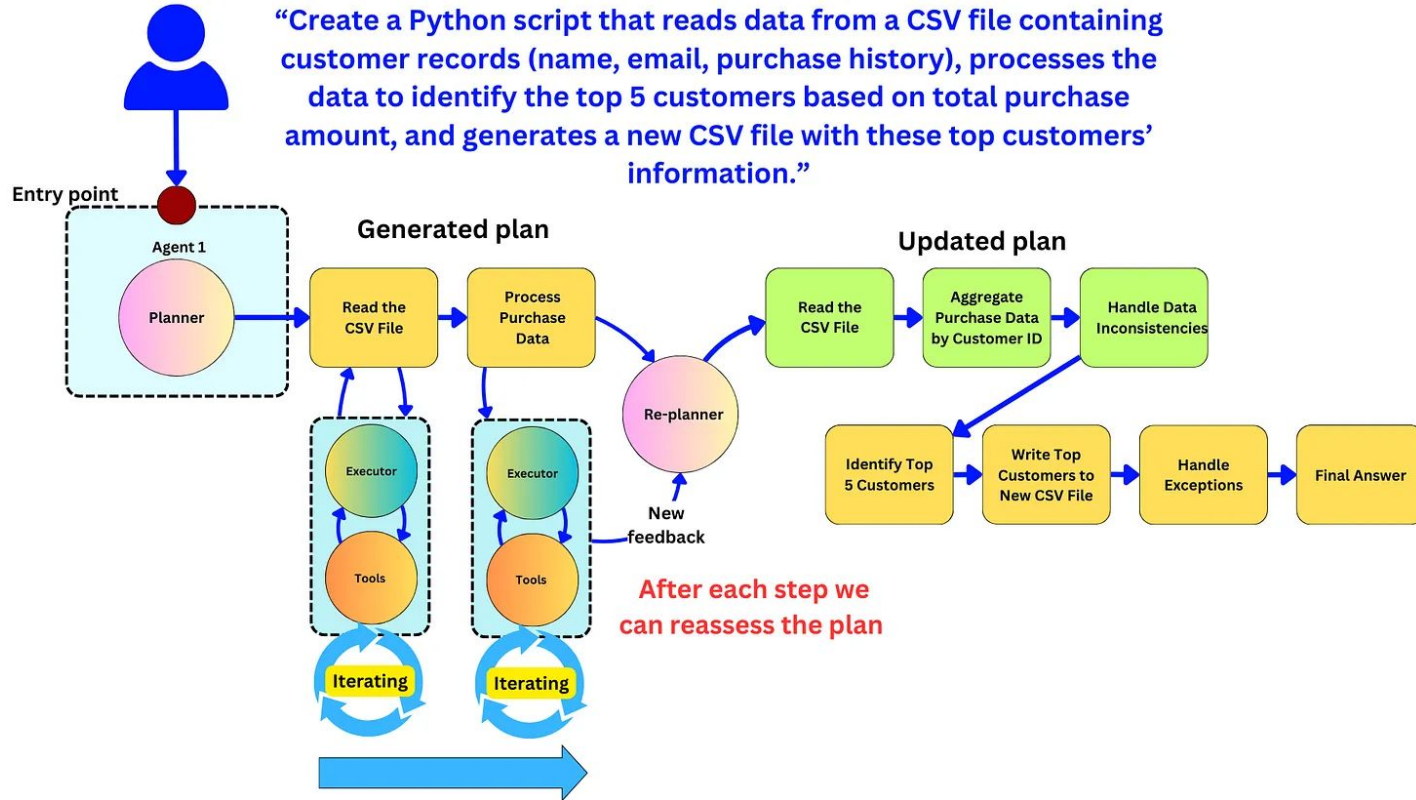 “Create a Python script that reads data from a CSV file containing
customer records (name, email, purchase history), processes the
data to identify the top 5 customers based on total purchase
amount, and generates a new CSV file with these top customers’
information.”
Entry point
Agent 1
Planner
Generated plan
Read the
CSV File
Process
Purchase
Data
Executor
Tools
Iterating
Executor
Tools
Iterating
Re-planner
New
feedback
After each step we
can reassess the plan
Updated plan
Read the
CSV File
Aggregate
Purchase Data
by Customer ID
Handle Data
Inconsistencies
Identify Top
5 Customers
Write Top
Customers to
New CSV File
Handle
Exceptions
Final Answer